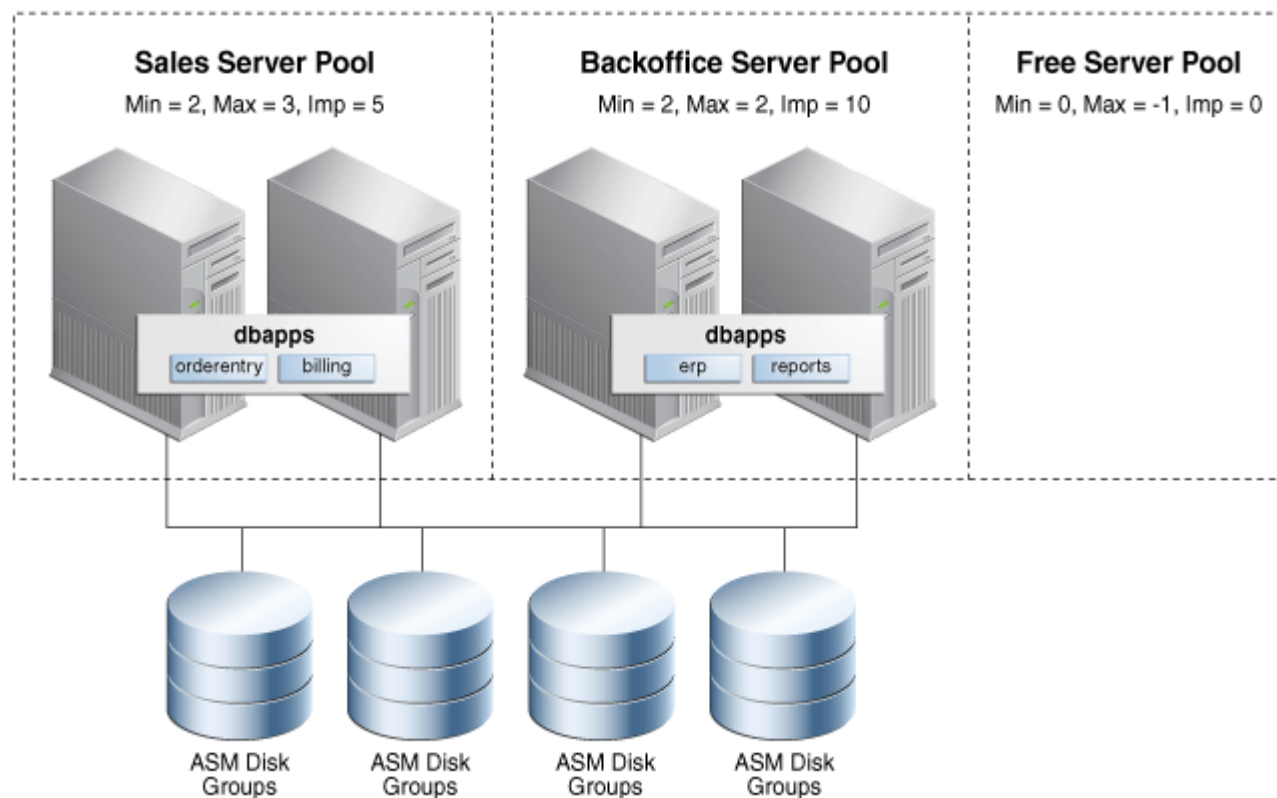 Sales Server Pool
Min = 2, Max = 3, Imp = 5
Backoffice Server Pool
Min = 2, Max = 2, Imp = 10
Free Server Pool
Min = 0, Max = -1, Imp = 0
dbapps
orderentry
billing
dbapps
erp
reports
ASM Disk
Groups
ASM Disk
Groups
ASM Disk
Groups
ASM Disk
Groups